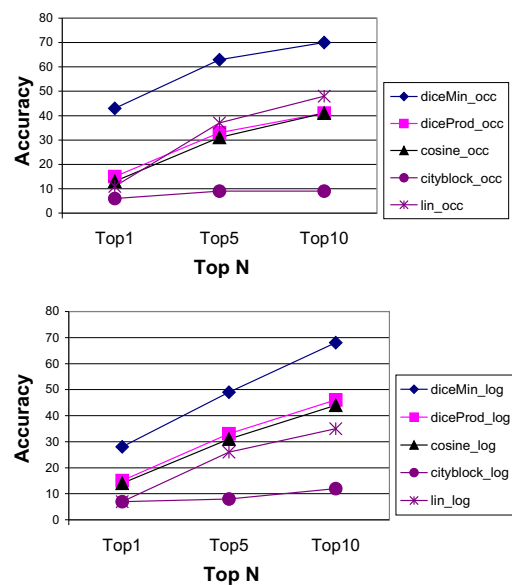 80
70
60
50
40
30
20
10
0
Accuracy
Top1 Top5 Top10
Top N
diceMin_occ
diceProd_occ
cosine_occ
cityblock_occ
lin_occ
80
70
60
50
40
30
20
10
0
Accuracy
Top1 Top5 Top10
Top N
diceMin_log
diceProd_log
cosine_log
cityblock_log
lin_log